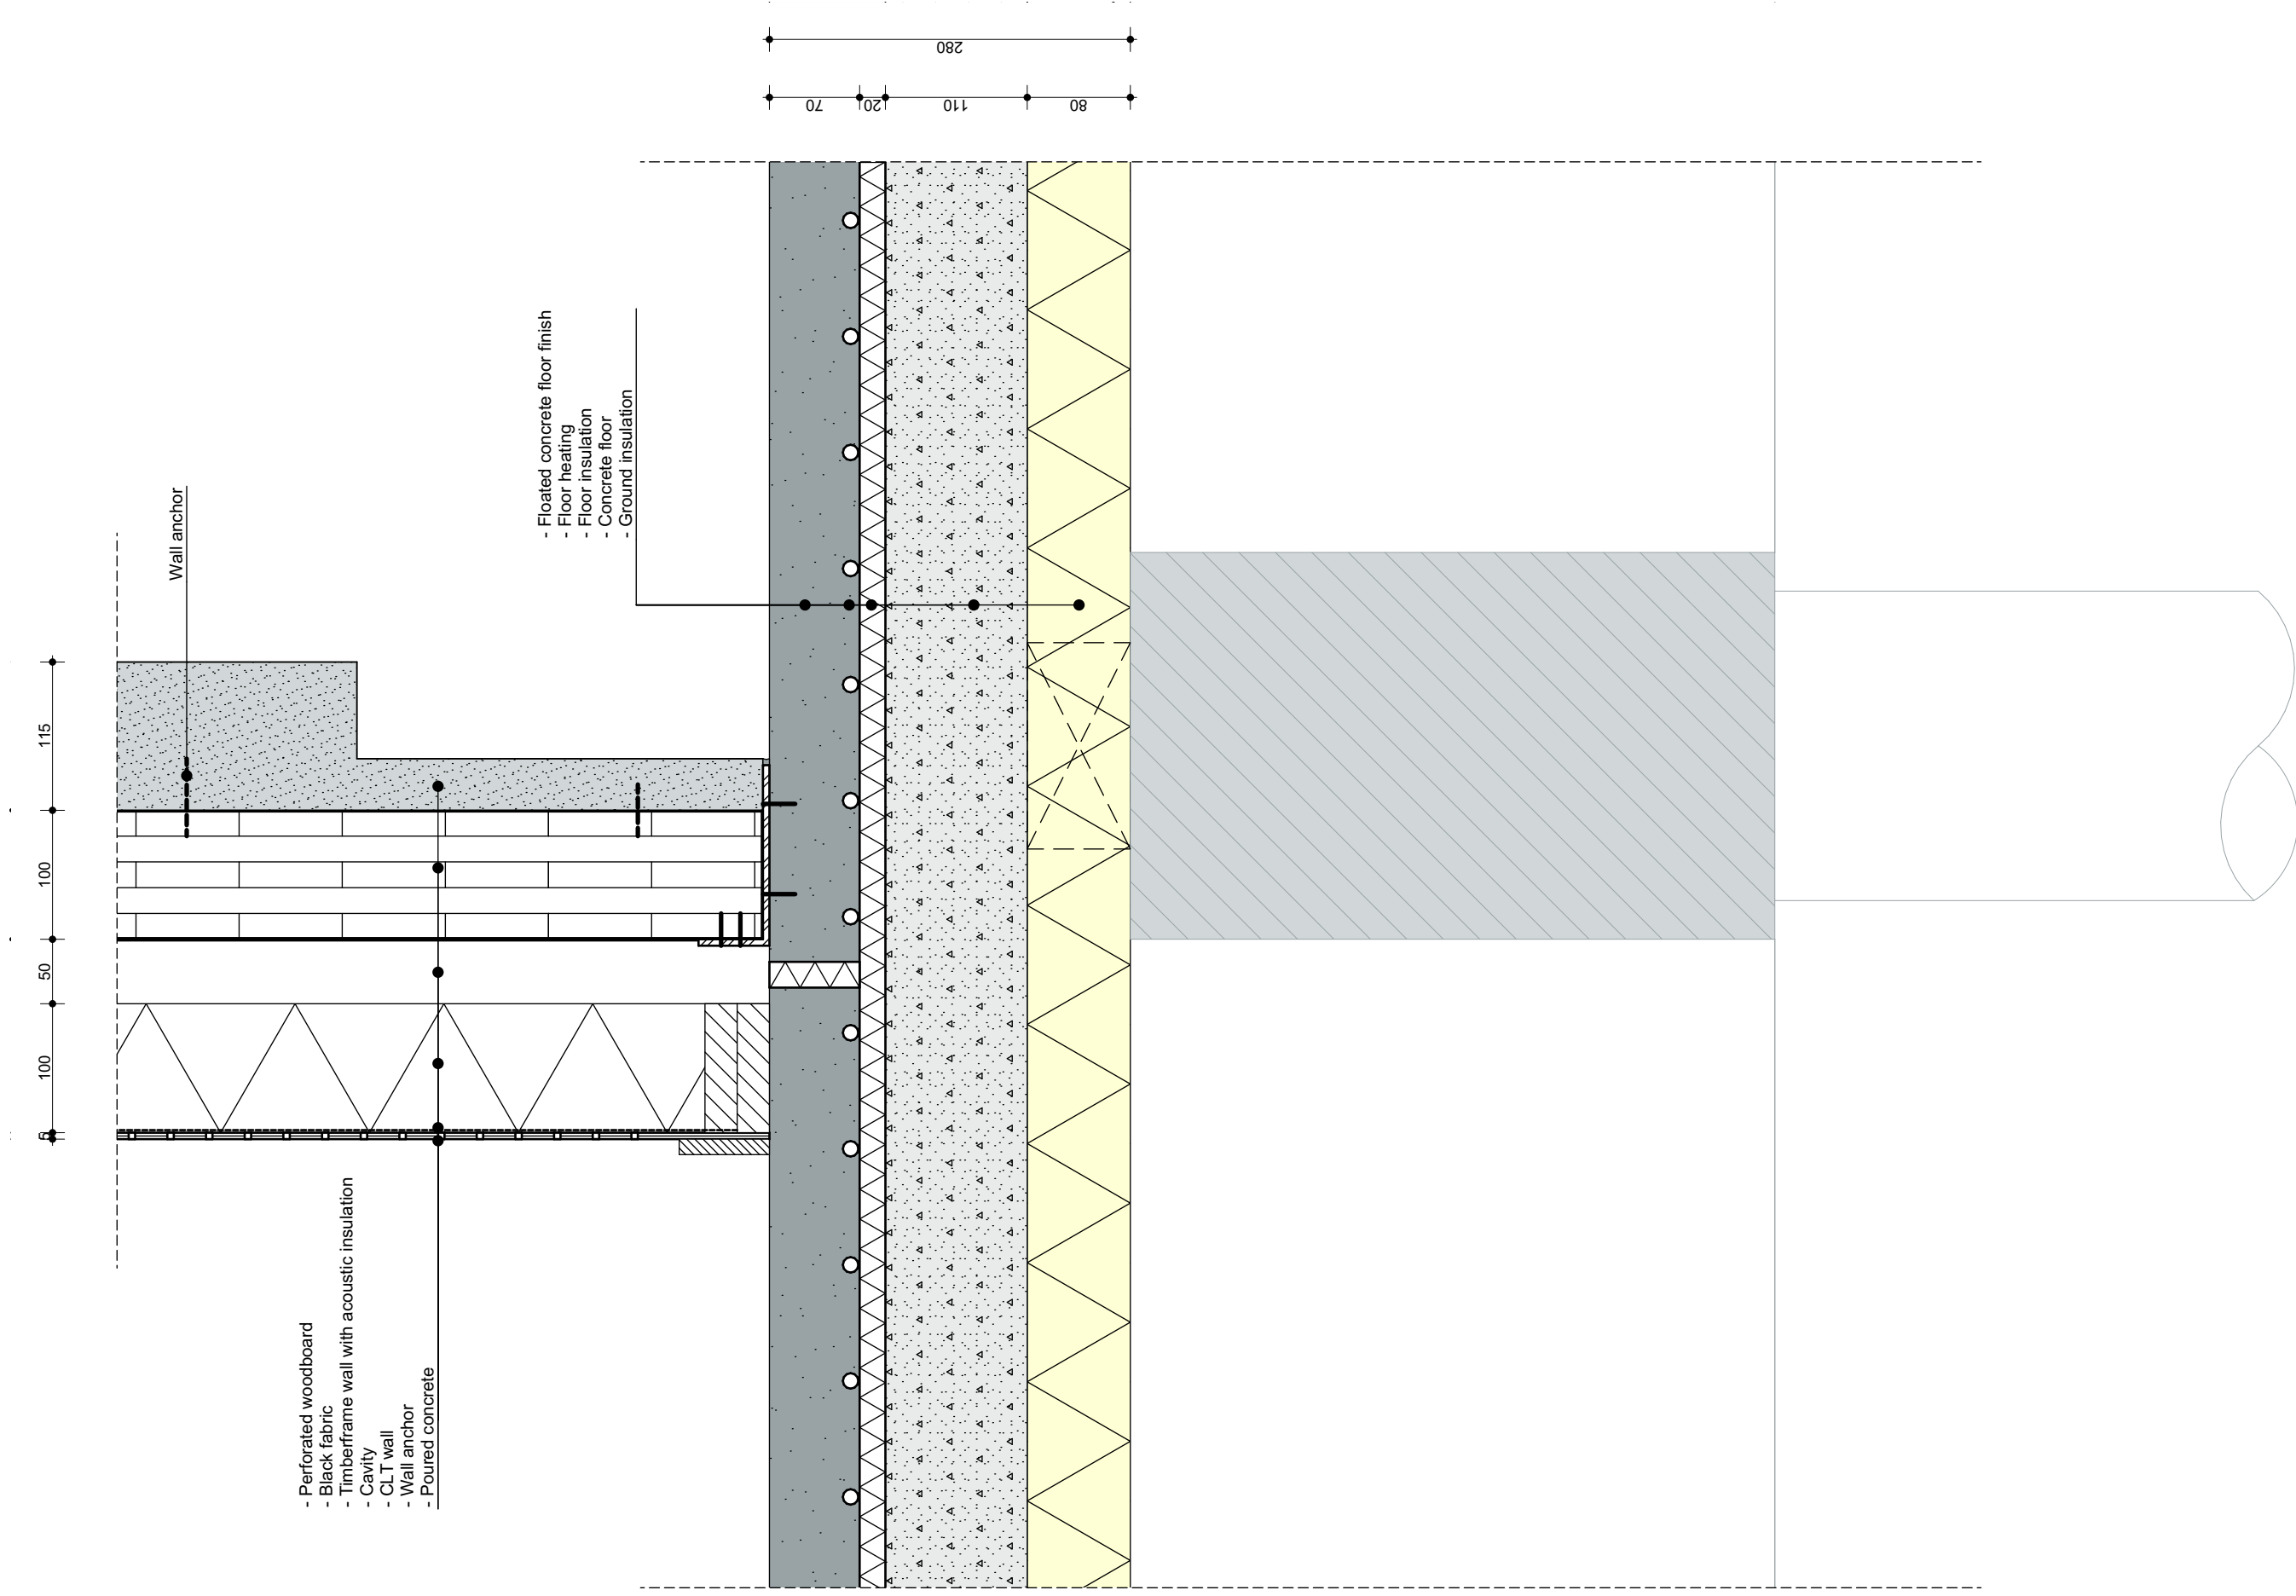 280
70
20
110
80
- Floated concrete floor finish
- Floor heating
- Floor insulation
- Concrete floor
- Ground insulation
Wall anchor
115
100
50
100
5
- Perforated woodboard
- Black fabric
- Timberframe wall with acoustic insulation
- Cavity
- CLT wall
- Wall anchor
- Poured concrete